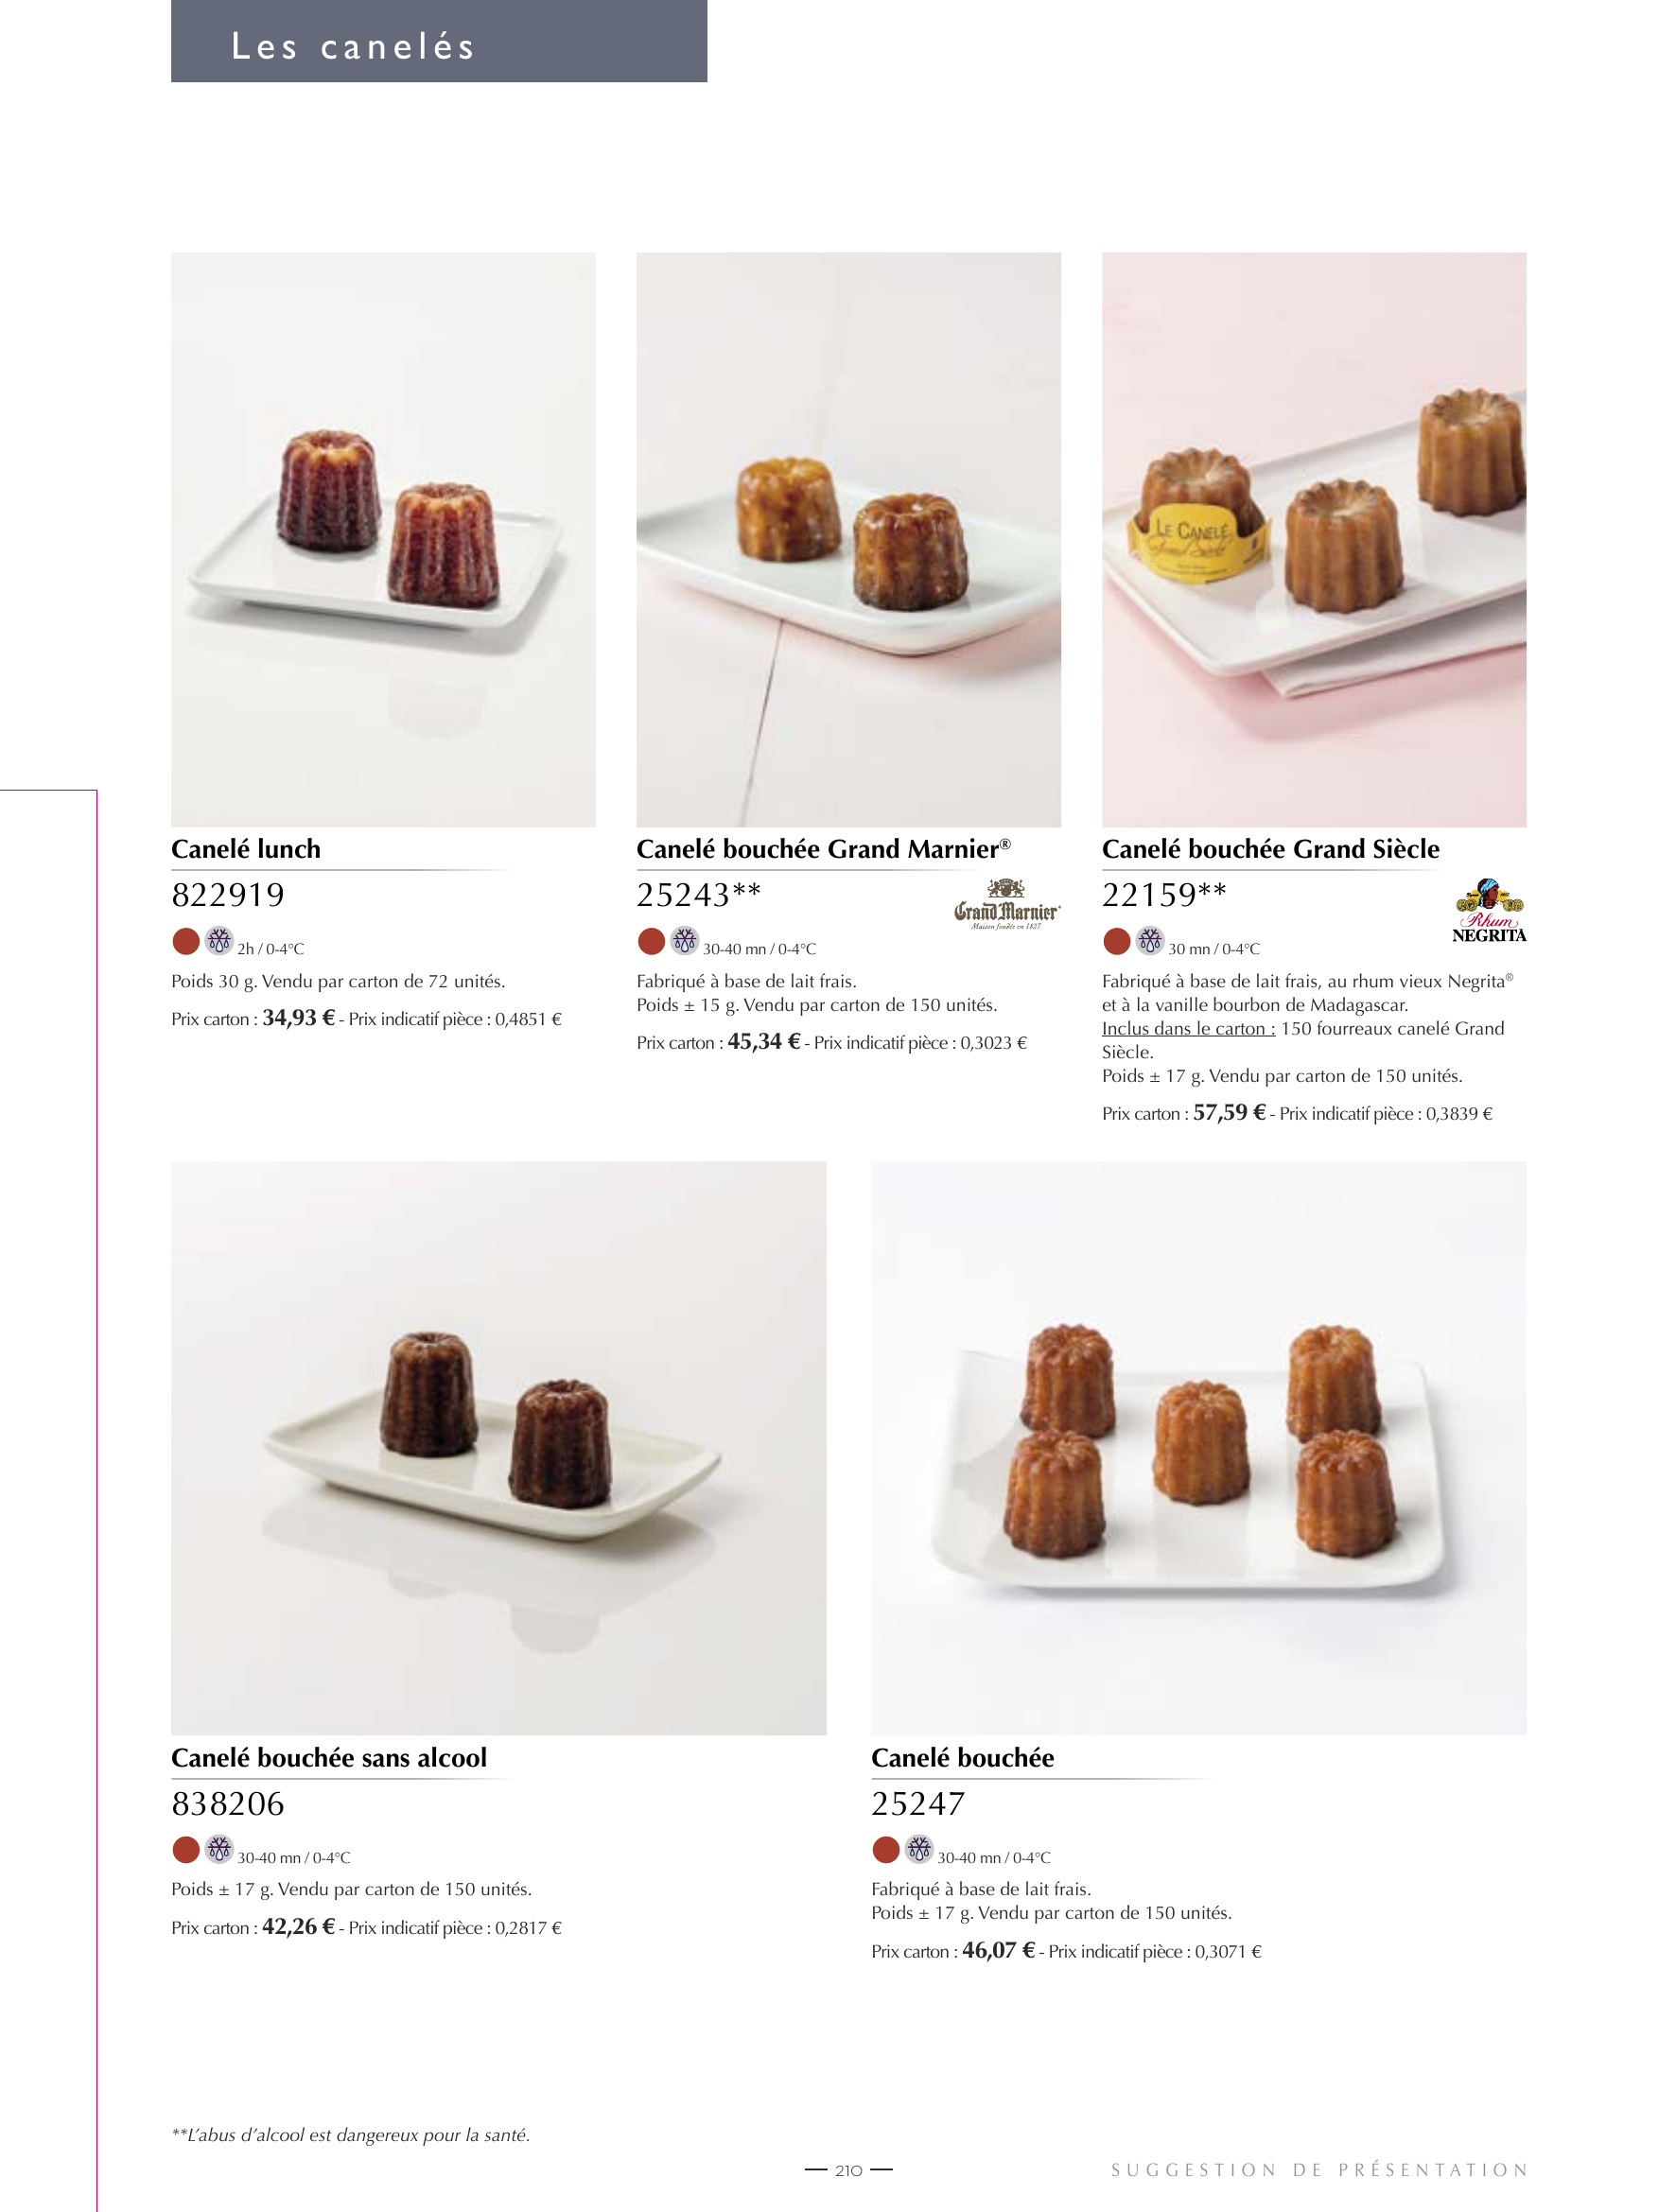 Les canelés
LE CANELÉ
Grand Siècle
Canelé lunch
822919
2h / 0-4°C
Poids 30 g. Vendu par carton de 72 unités.
Prix carton : 34,93 € - Prix indicatif pièce : 0,4851 €
Canelé bouchée Grand Marnier®
25243**
Grand Marnier
Maison fondée en 1827
30-40 mn / 0-4°C
Fabriqué à base de lait frais.
Poids ± 15 g. Vendu par carton de 150 unités.
Prix carton : 45,34 € - Prix indicatif pièce : 0,3023 €
Canelé bouchée Grand Siècle
22159**
Rhum
NEGRITA
30 mn / 0-4°C
Fabriqué à base de lait frais, au rhum vieux Negrita®
et à la vanille bourbon de Madagascar.
Inclus dans le carton : 150 fourreaux canelé Grand
Siècle.
Poids ± 17 g. Vendu par carton de 150 unités.
Prix carton : 57,59 € - Prix indicatif pièce : 0,3839 €
Canelé bouchée sans alcool
838206
30-40 mn / 0-4°C
Poids ± 17 g. Vendu par carton de 150 unités.
Prix carton : 42,26 € - Prix indicatif pièce : 0,2817 €
Canelé bouchée
25247
30-40 mn / 0-4°C
Fabriqué à base de lait frais.
Poids ± 17 g. Vendu par carton de 150 unités.
Prix carton : 46,07 € - Prix indicatif pièce : 0,3071 €
**L'abus d'alcool est dangereux pour la santé.
210
SUGGESTION DE PRÉSENTATION